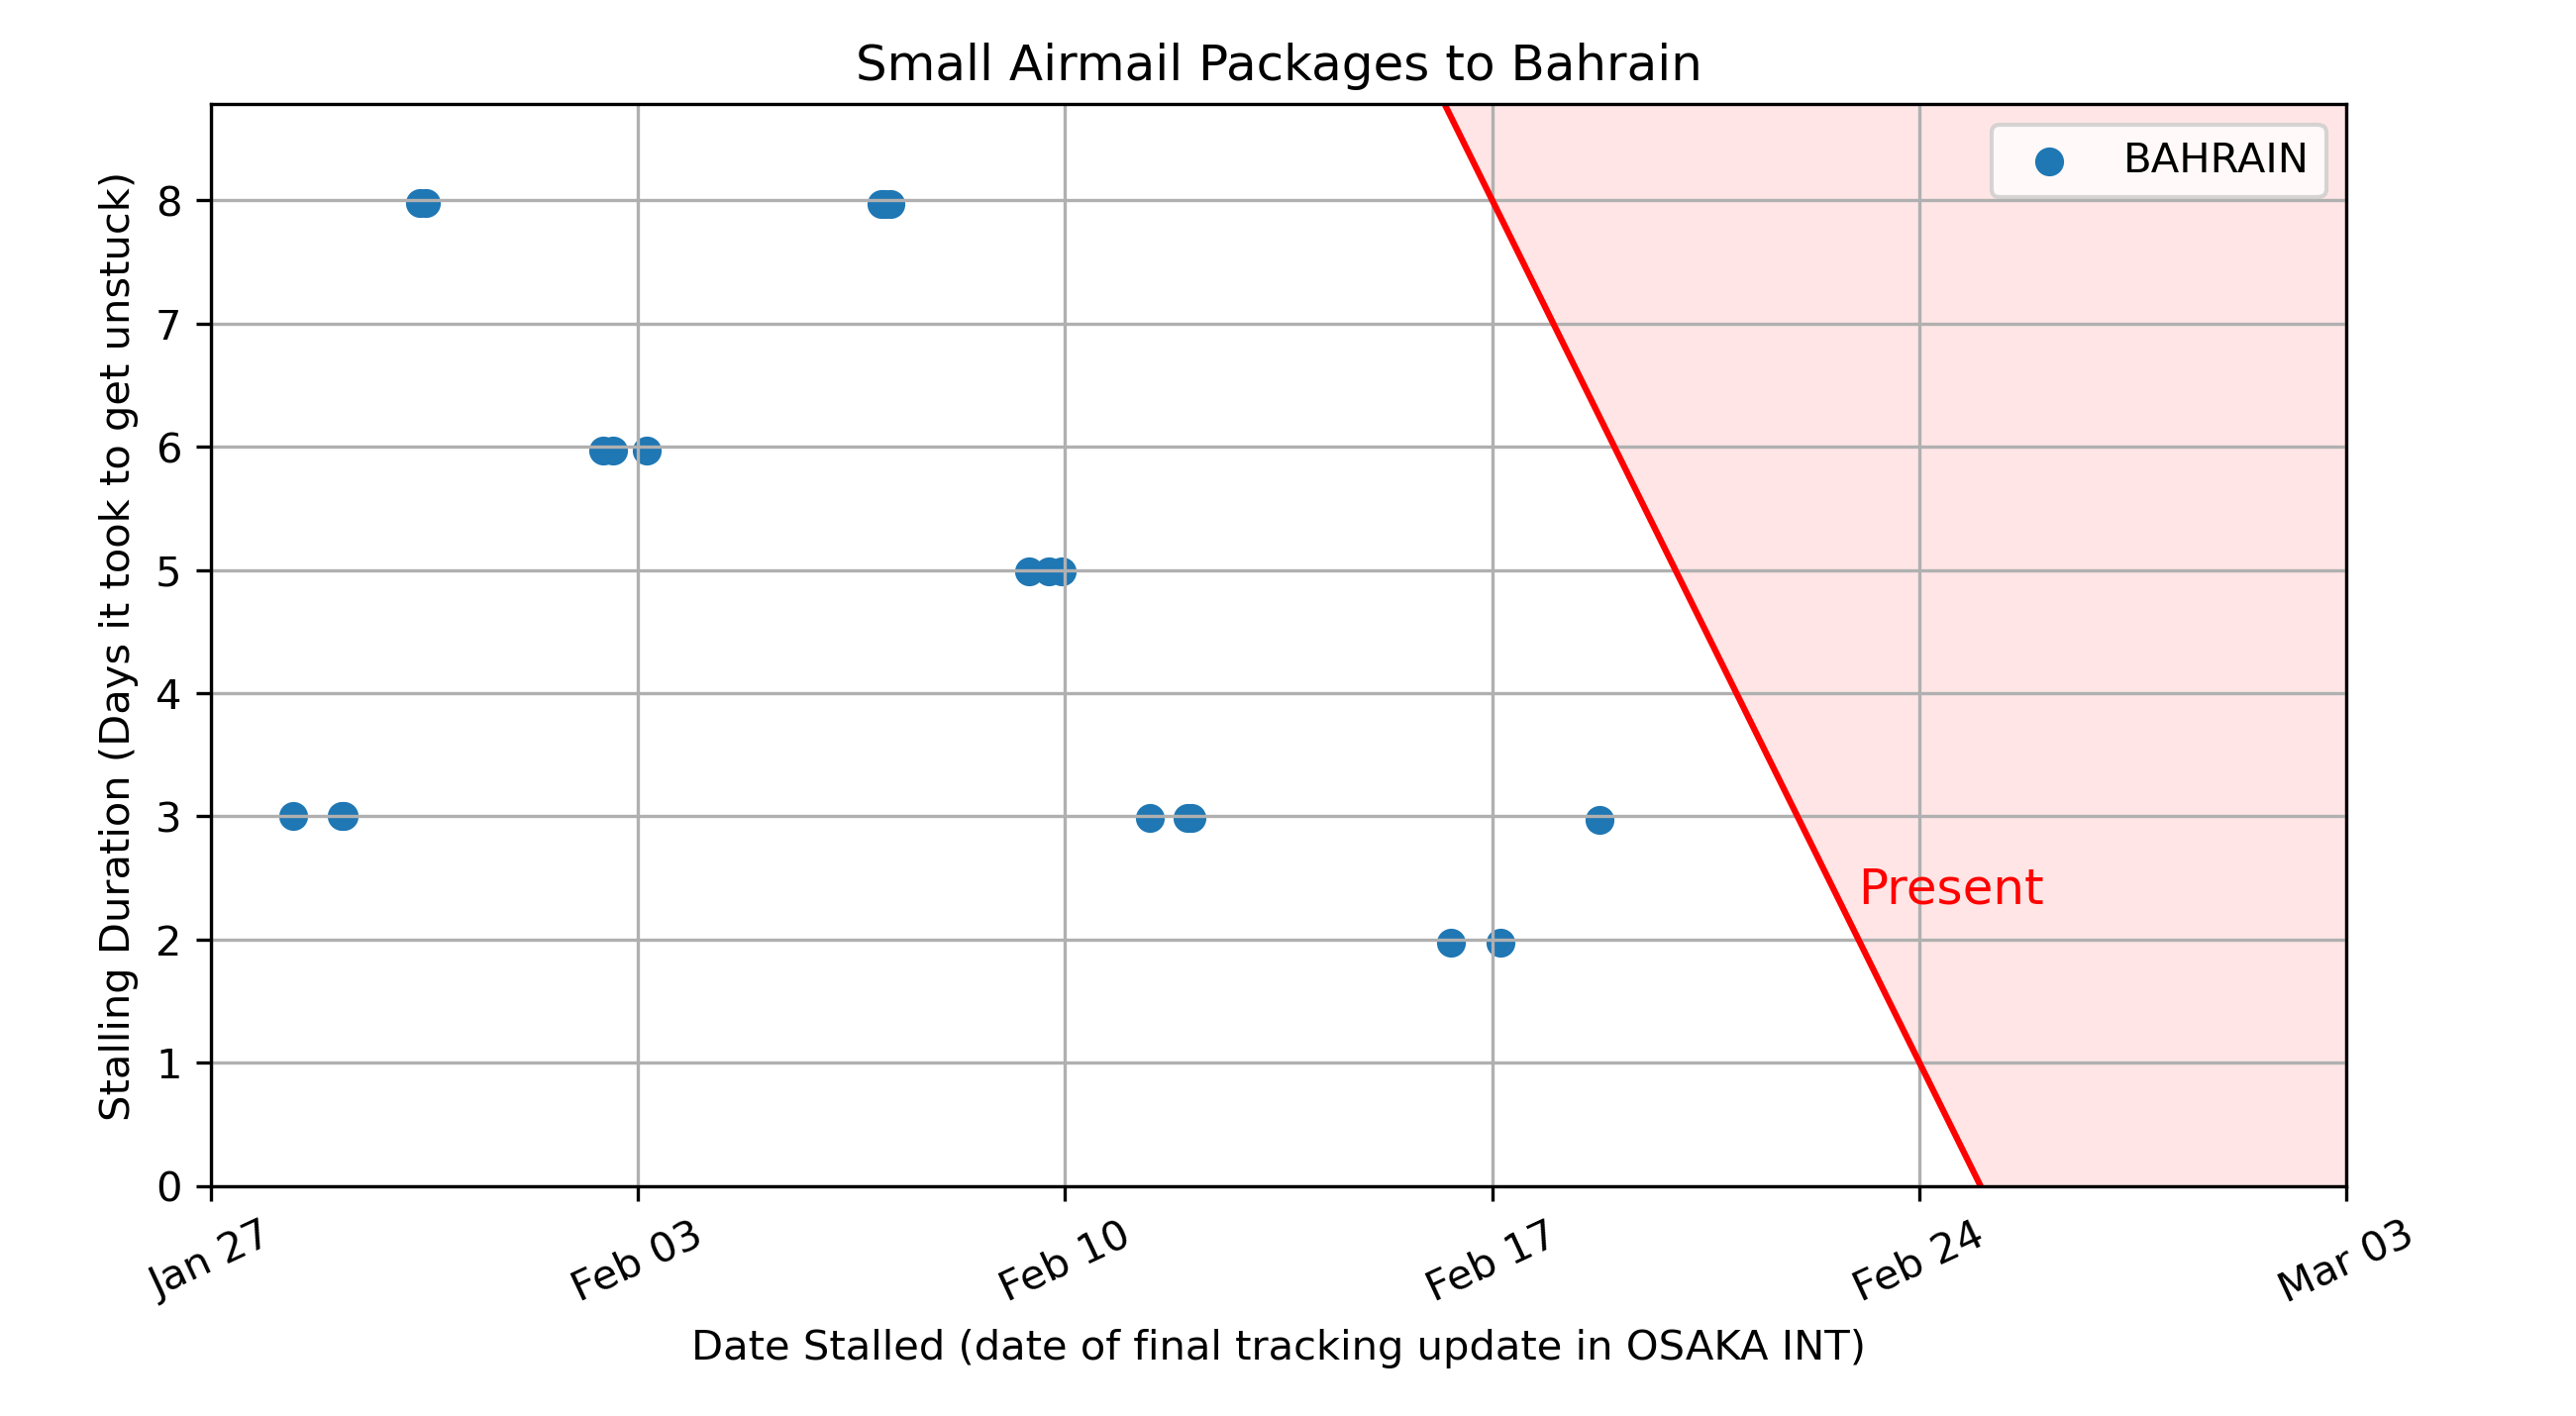 Small Airmail Packages to Bahrain
BAHRAIN
Stalling Duration (Days it took to get unstuck)
8
7
6
5
4
3
2
1
0
Present
Jan 27
Feb 03
Feb 10
Feb 17
Feb 24
Mar 03
Date Stalled (date of final tracking update in OSAKA INT)